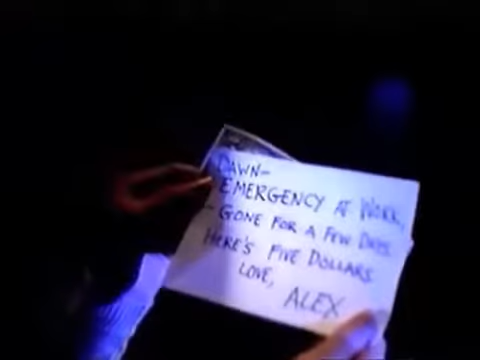 DAWN-
EMERGENCY AT WORK,
- GONE FOR A FEW DAYS.
HERE'S FIVE DOLLARS
LOVE,
ALEX